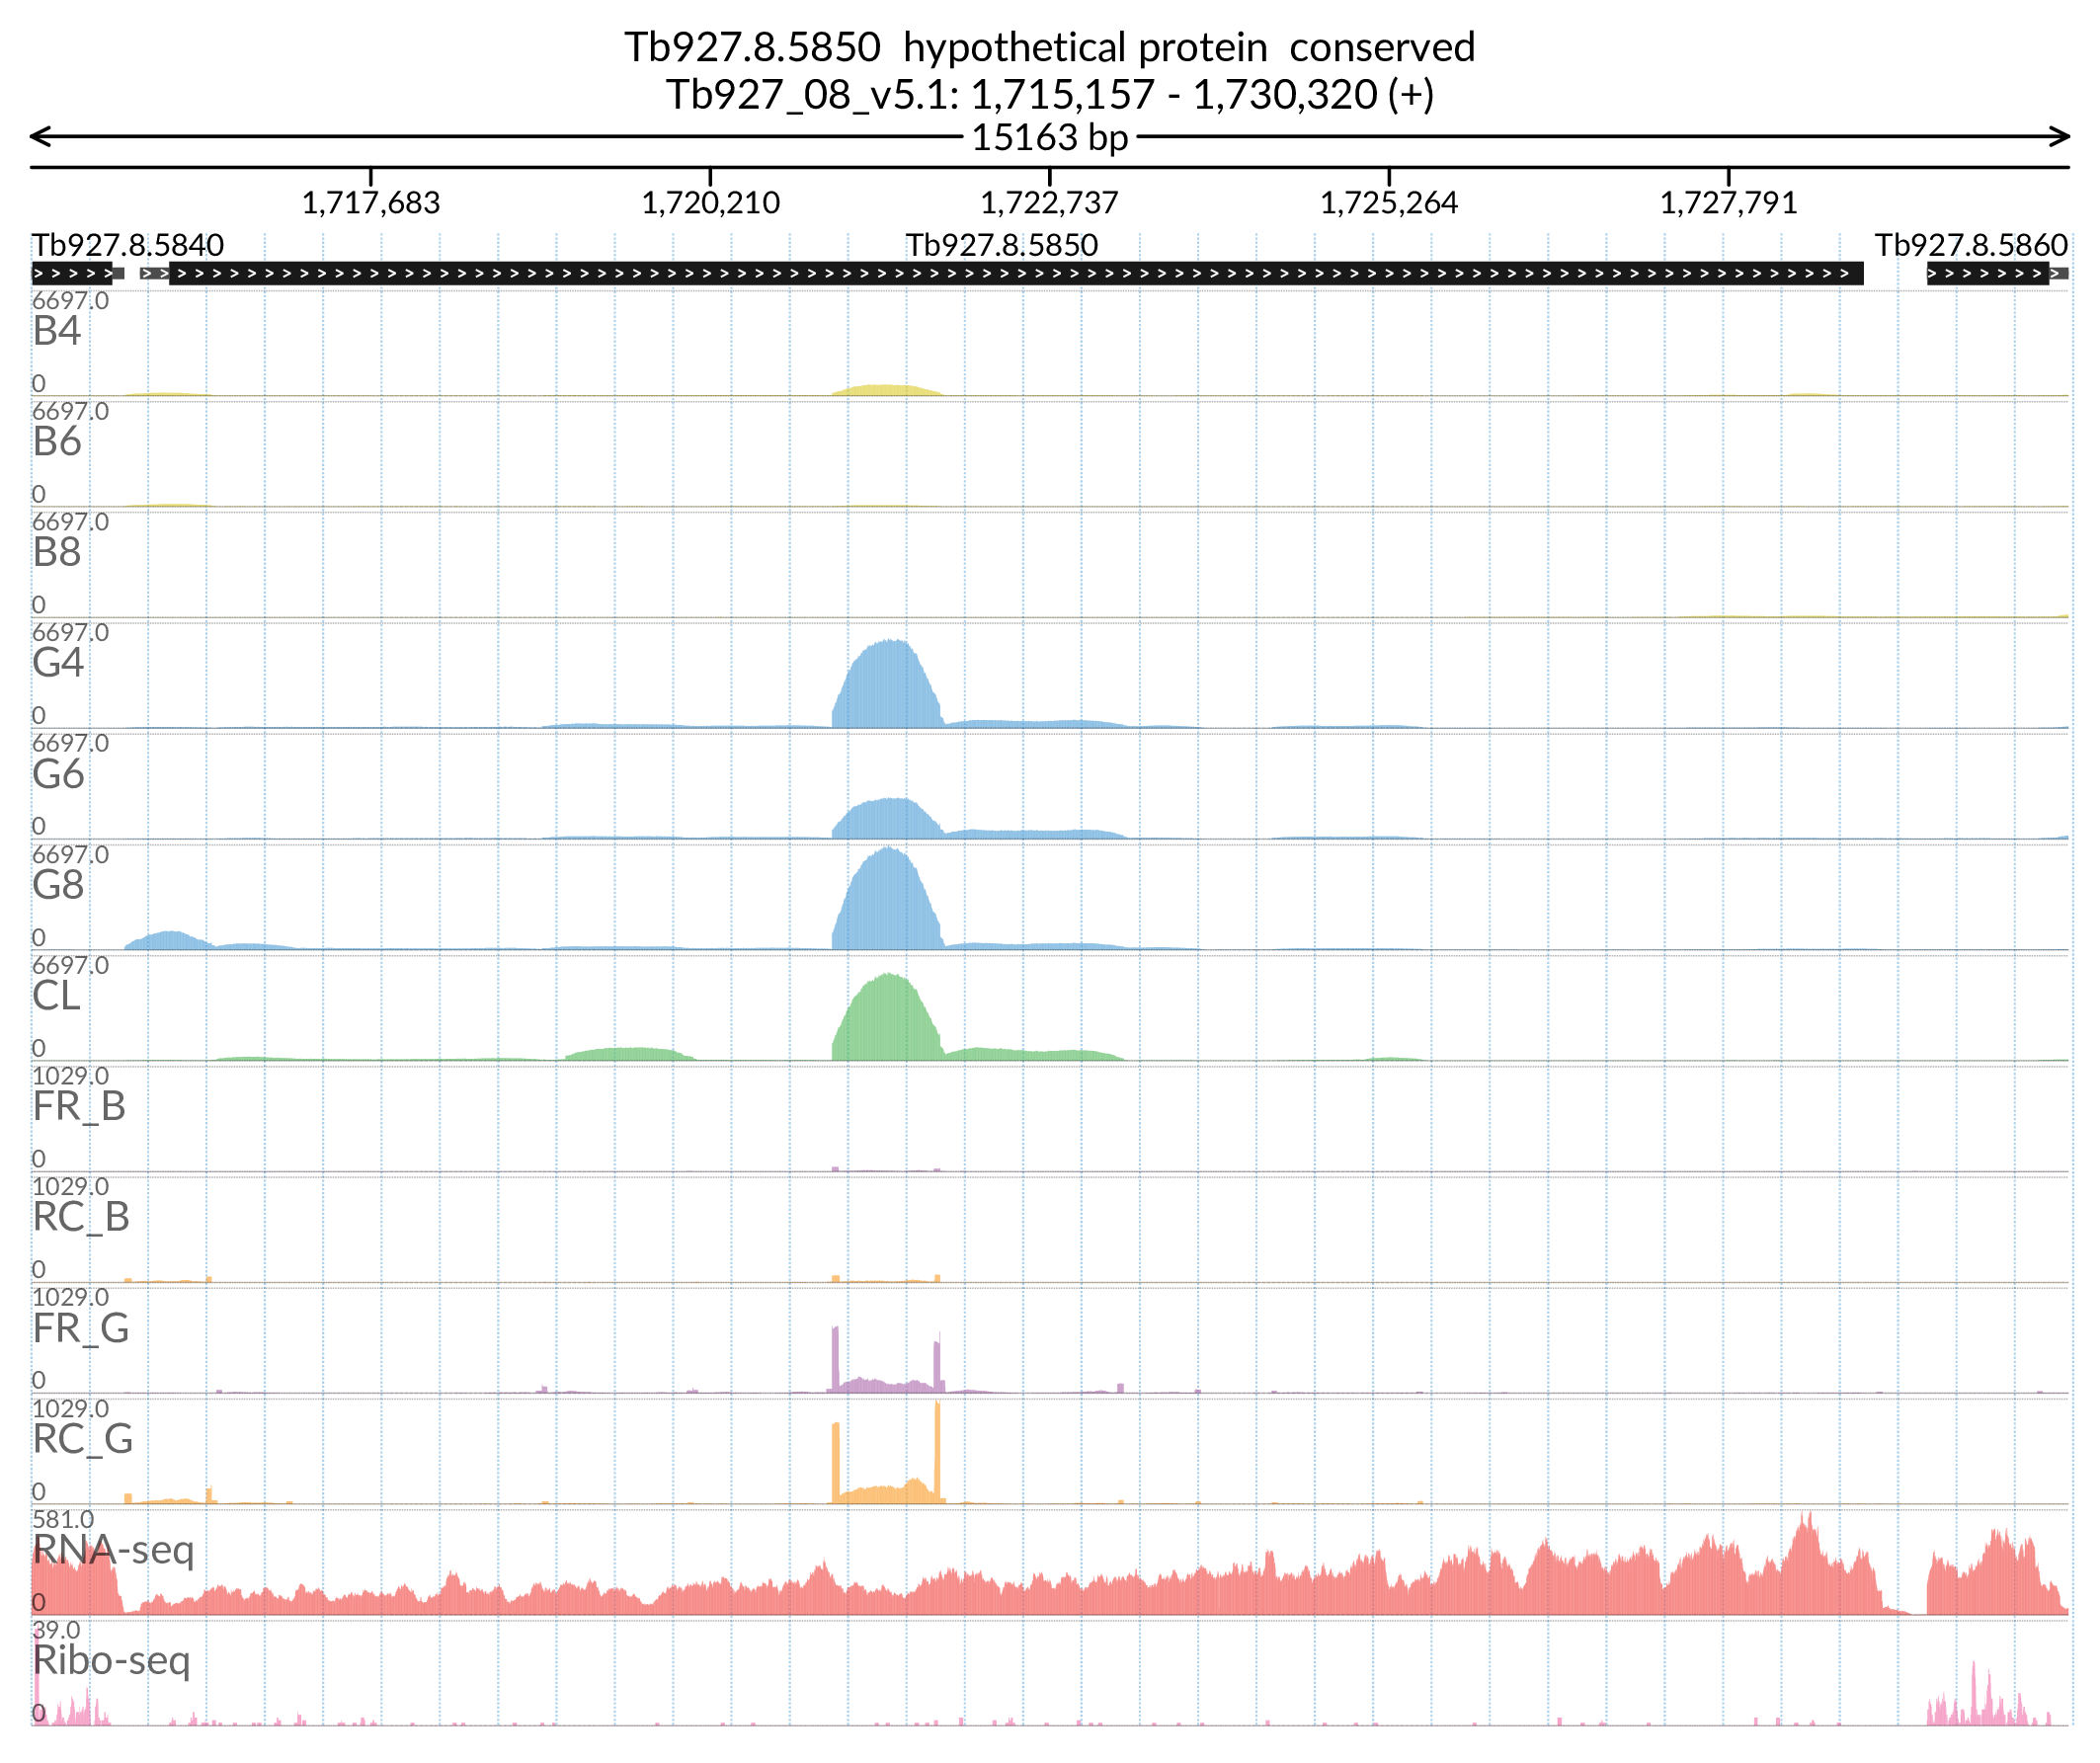 Tb927.8.5850 hypothetical protein conserved
Tb927_08_v5.1: 1,715,157 - 1,730,320 (+)
15163 bp
1,717,683 1,720,210 1,722,737 1,725,264 1,727,791
Tb927.8.5840 Tb927.8.5850 Tb927.8.5860
6697.0
B4
0
6697.0
B6
0
6697.0
B8
0
6697.0
G4
0
6697.0
G6
0
6697.0
G8
0
6697.0
CL
0
1029.0
FR_B
0
1029.0
RC_B
0
1029.0
FR_G
0
1029.0
RC_G
0
581.0
RNA-seq
0
39.0
Ribo-seq
0